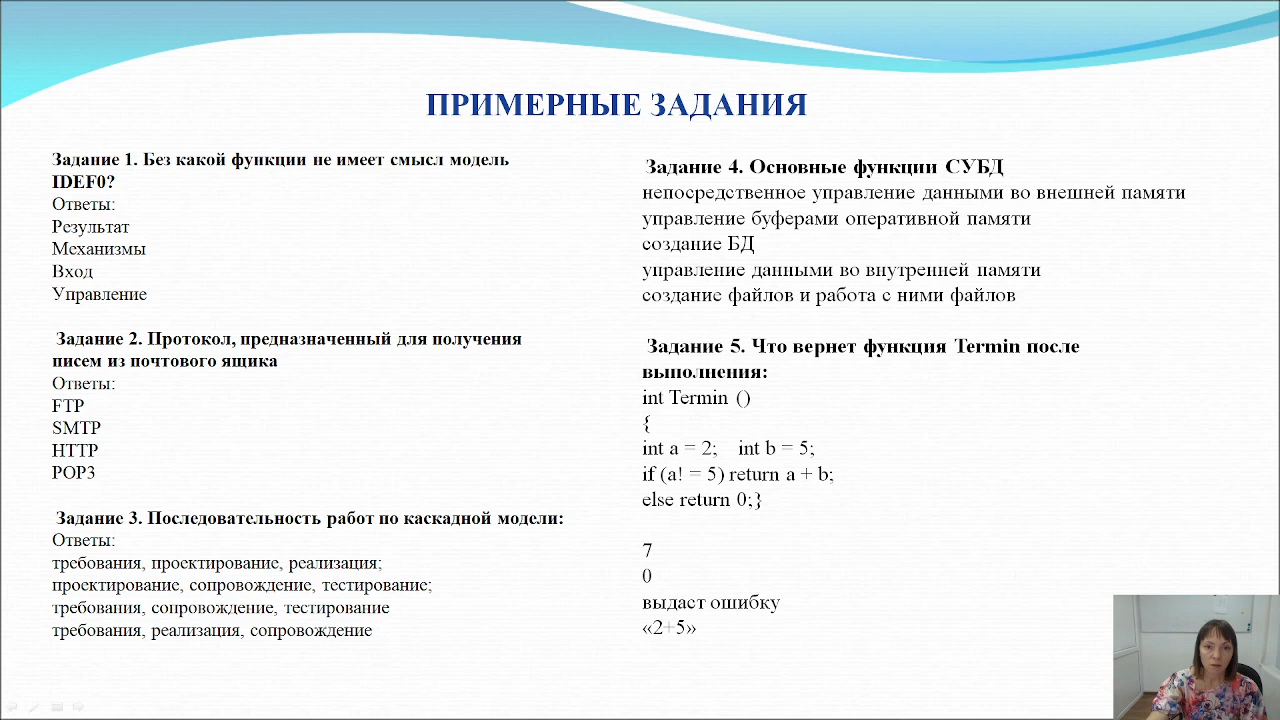 ПРИМЕРНЫЕ ЗАДАНИЯ
Задание 1. Без какой функции не имеет смысл модель
IDEF0?
Ответы:
Результат
Механизмы
Вход
Управление
Задание 2. Протокол, предназначенный для получения
писем из почтового ящика
Ответы:
FTP
SMTP
HTTP
POP3
Задание 3. Последовательность работ по каскадной модели:
Ответы:
требования, проектирование, реализация;
проектирование, сопровождение, тестирование;
требования, сопровождение, тестирование
требования, реализация, сопровождение
Задание 4. Основные функции СУБД
непосредственное управление данными во внешней памяти
управление буферами оперативной памяти
создание БД
управление данными во внутренней памяти
создание файлов и работа с ними файлов
Задание 5. Что вернет функция Termin после
выполнения:
int Termin ()
{
int a = 2; int b = 5;
if (a! = 5) return a + b;
else return 0;}
7
0
выдаст ошибку
«2+5»